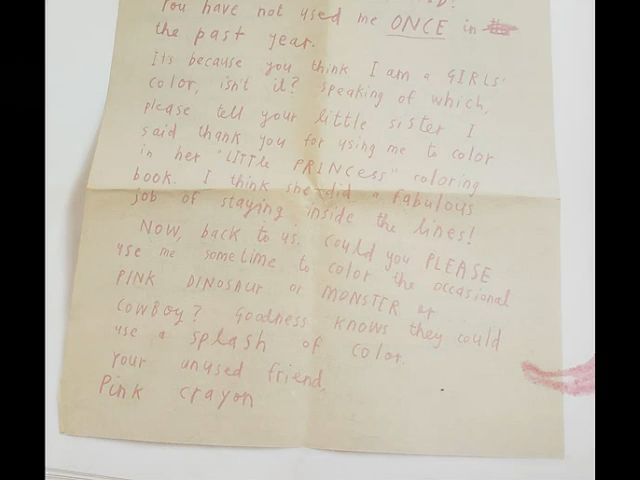 You have not used me ONCE in
the past year.
Its because you think I am a GIRLS'
color, isn't it? Speaking of which,
please tell your little sister I
said thank you for using me to color
in her "LITTLE PRINCESS" coloring
book. I think she did a fabulous
job of staying inside the lines!
Now, back to us. Could you PLEASE
use me sometime to color the occasional
PINK DINOSAUR or MONSTER or
COWBOY? Goodness KNOWS they could
use a splash of color
Your unused friend,
Pink crayon